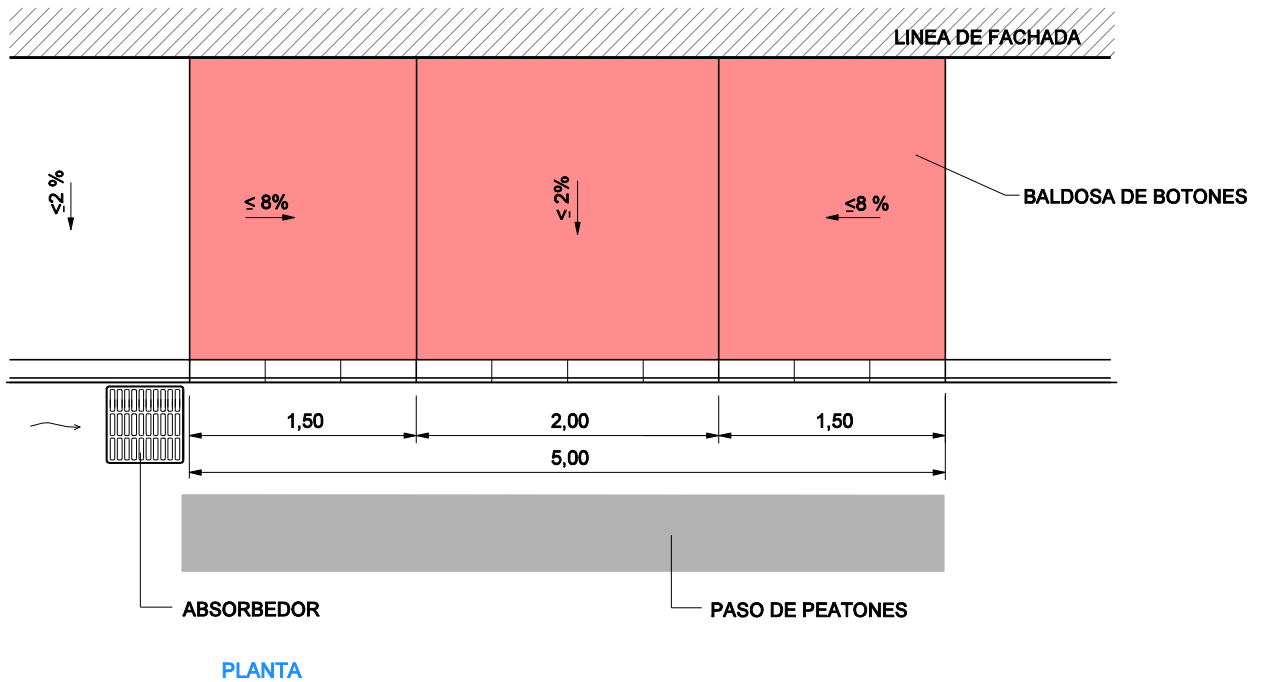 LINEA DE FACHADA
≤2 %
≤ 8%
≤ 2%
≤8 %
BALDOSA DE BOTONES
1,50
2,00
1,50
5,00
ABSORBEDOR
PASO DE PEATONES
PLANTA